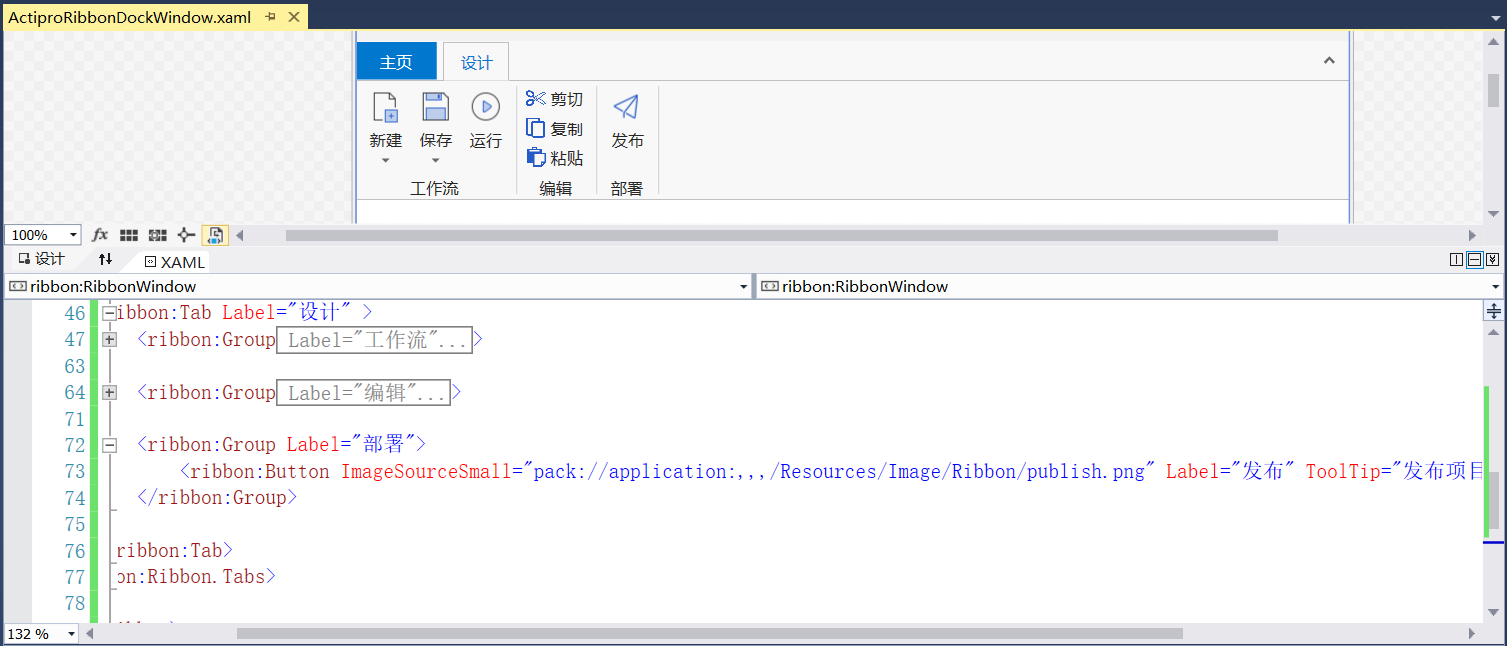 ActiproRibbonDockWindow.xaml
主页 设计
新建 保存 运行
剪切
复制
粘贴
发布
工作流 编辑 部署
100% fx
设计 XAML
ribbon:RibbonWindow ribbon:RibbonWindow
46 ibbon:Tab Label="设计" >
47 <ribbon:Group Label="工作流"...>
63
64 <ribbon:Group Label="编辑"...>
71
72 <ribbon:Group Label="部署">
73 <ribbon:Button ImageSourceSmall="pack://application:,,,/Resources/Image/Ribbon/publish.png" Label="发布" ToolTip="发布项目
74 </ribbon:Group>
75
76 ribbon:Tab>
77 on:Ribbon.Tabs>
78
132 %